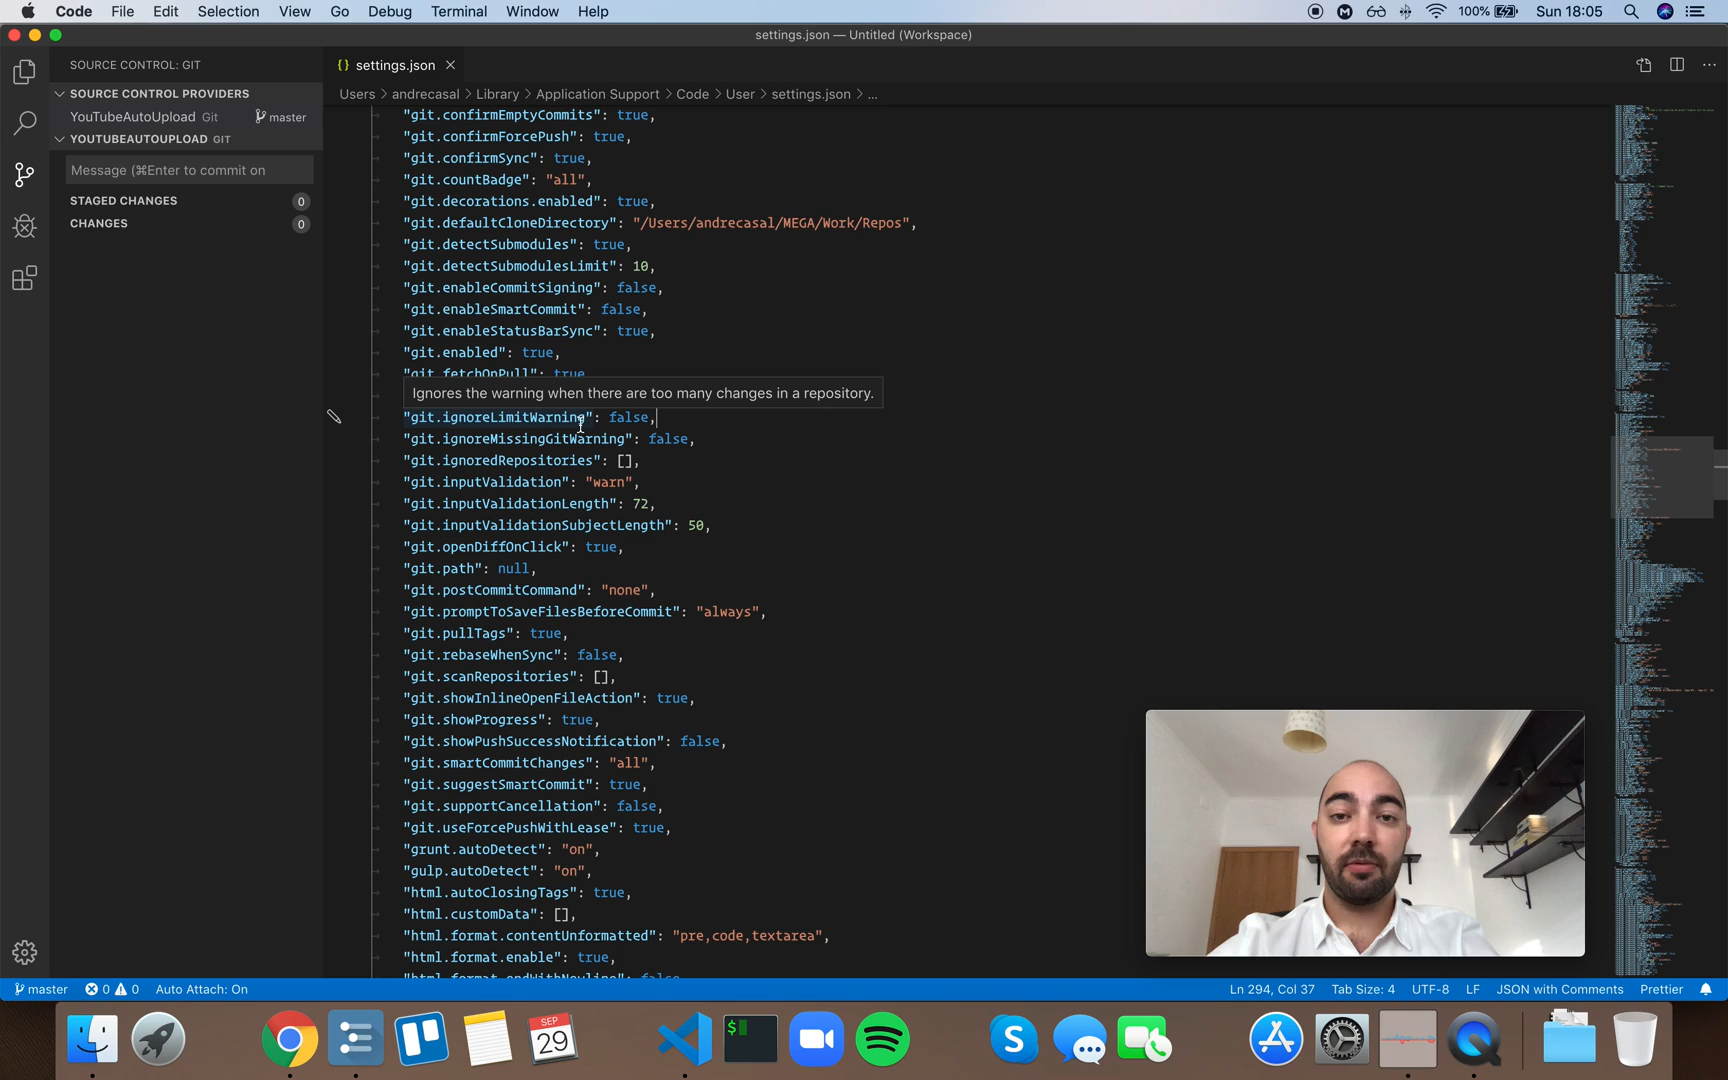 Code File Edit Selection View Go Debug Terminal Window Help 100% Sun 18:05
settings.json — Untitled (Workspace)
SOURCE CONTROL: GIT
SOURCE CONTROL PROVIDERS
YouTubeAutoUpload Git master
YOUTUBEAUTOUPLOAD GIT
Message (⌘Enter to commit on
STAGED CHANGES 0
CHANGES 0
{} settings.json
Users > andrecasal > Library > Application Support > Code > User > settings.json > ...
"git.confirmEmptyCommits": true,
"git.confirmForcePush": true,
"git.confirmSync": true,
"git.countBadge": "all",
"git.decorations.enabled": true,
"git.defaultCloneDirectory": "/Users/andrecasal/MEGA/Work/Repos",
"git.detectSubmodules": true,
"git.detectSubmodulesLimit": 10,
"git.enableCommitSigning": false,
"git.enableSmartCommit": false,
"git.enableStatusBarSync": true,
"git.enabled": true,
"git.fetchOnPull": true
Ignores the warning when there are too many changes in a repository.
"git.ignoreLimitWarning": false,
"git.ignoreMissingGitWarning": false,
"git.ignoredRepositories": [],
"git.inputValidation": "warn",
"git.inputValidationLength": 72,
"git.inputValidationSubjectLength": 50,
"git.openDiffOnClick": true,
"git.path": null,
"git.postCommitCommand": "none",
"git.promptToSaveFilesBeforeCommit": "always",
"git.pullTags": true,
"git.rebaseWhenSync": false,
"git.scanRepositories": [],
"git.showInlineOpenFileAction": true,
"git.showProgress": true,
"git.showPushSuccessNotification": false,
"git.smartCommitChanges": "all",
"git.suggestSmartCommit": true,
"git.supportCancellation": false,
"git.useForcePushWithLease": true,
"grunt.autoDetect": "on",
"gulp.autoDetect": "on",
"html.autoClosingTags": true,
"html.customData": [],
"html.format.contentUnformatted": "pre,code,textarea",
"html.format.enable": true,
"html.format.endWithNewline": false
master 0 0 Auto Attach: On Ln 294, Col 37 Tab Size: 4 UTF-8 LF JSON with Comments Prettier
SEP
29
$